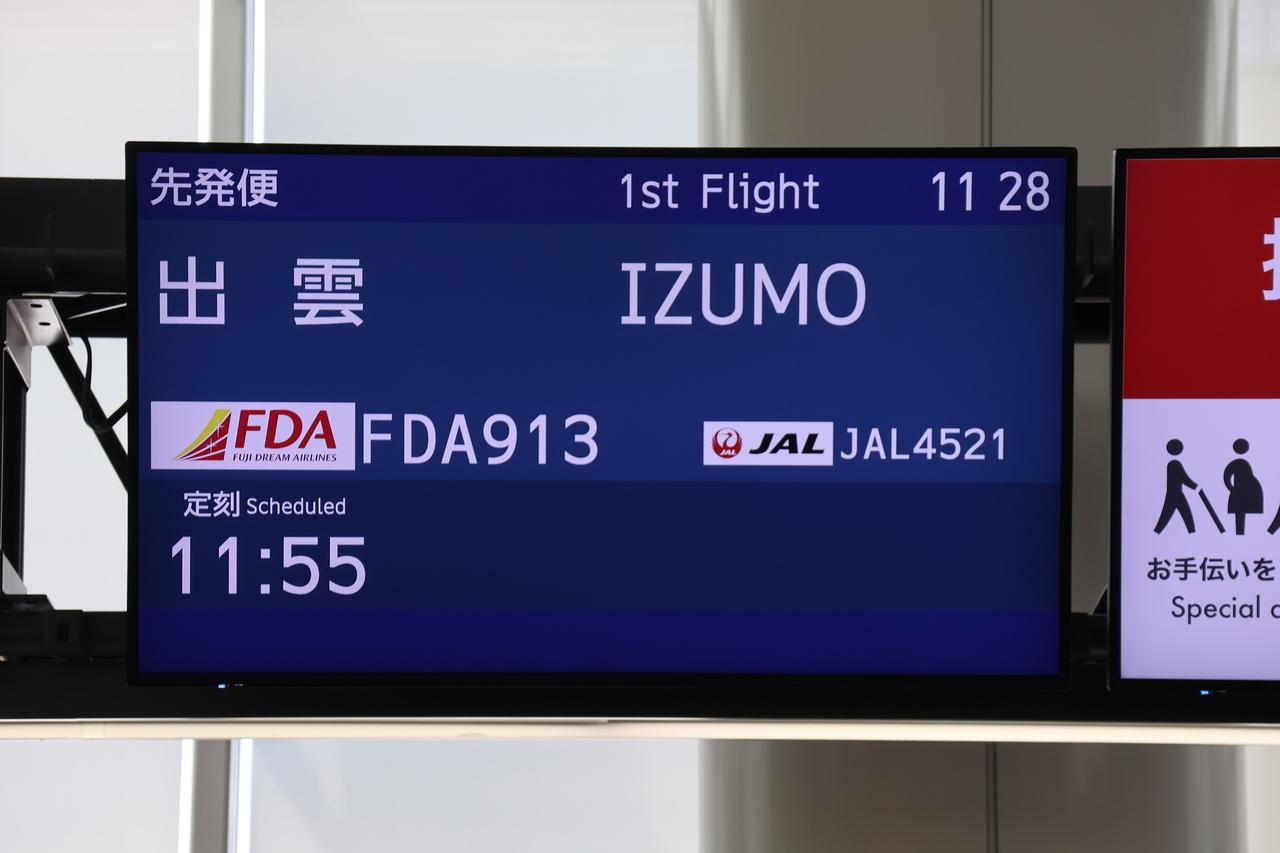 先発便 1st Flight 11 28
出雲 IZUMO
FDA FUJI DREAM AIRLINES FDA913 JAL JAL JAL4521
定刻 Scheduled
11:55
お手伝いを
Special